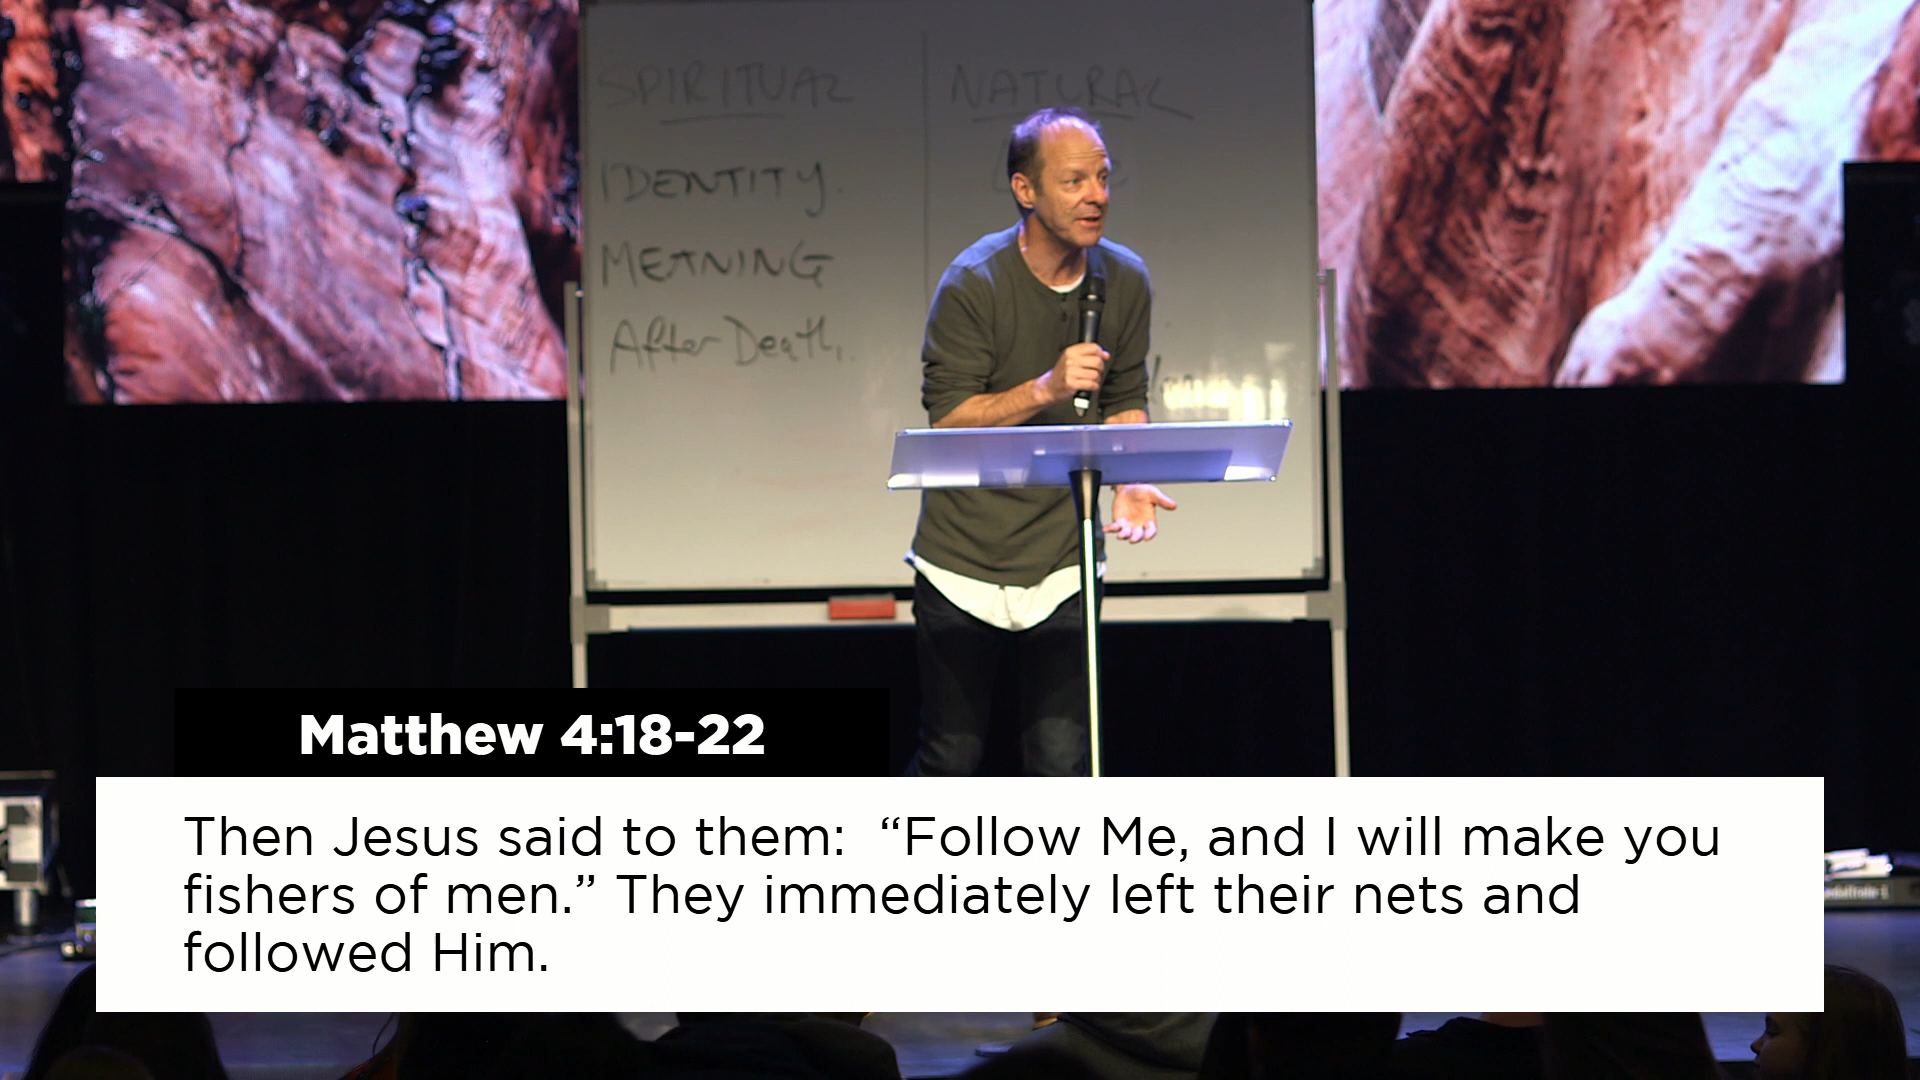 SPIRITUAL NATURAL
IDENTITY.
MEANING
After Death.
Matthew 4:18-22
Then Jesus said to them:  “Follow Me, and I will make you
fishers of men.” They immediately left their nets and
followed Him.